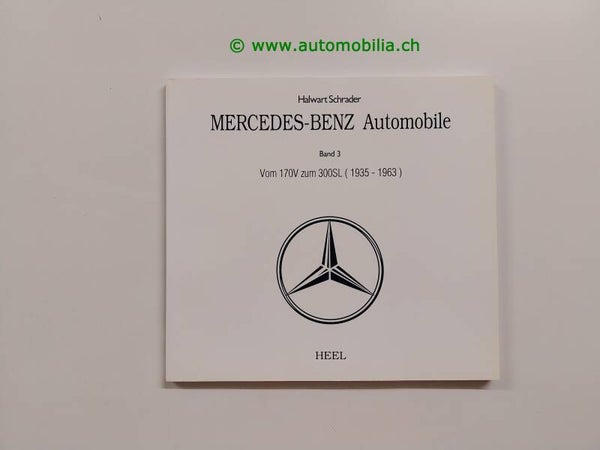 © www.automobilia.ch
Halwart Schrader
MERCEDES-BENZ Automobile
Band 3
Vom 170V zum 300SL ( 1935 - 1963 )
HEEL